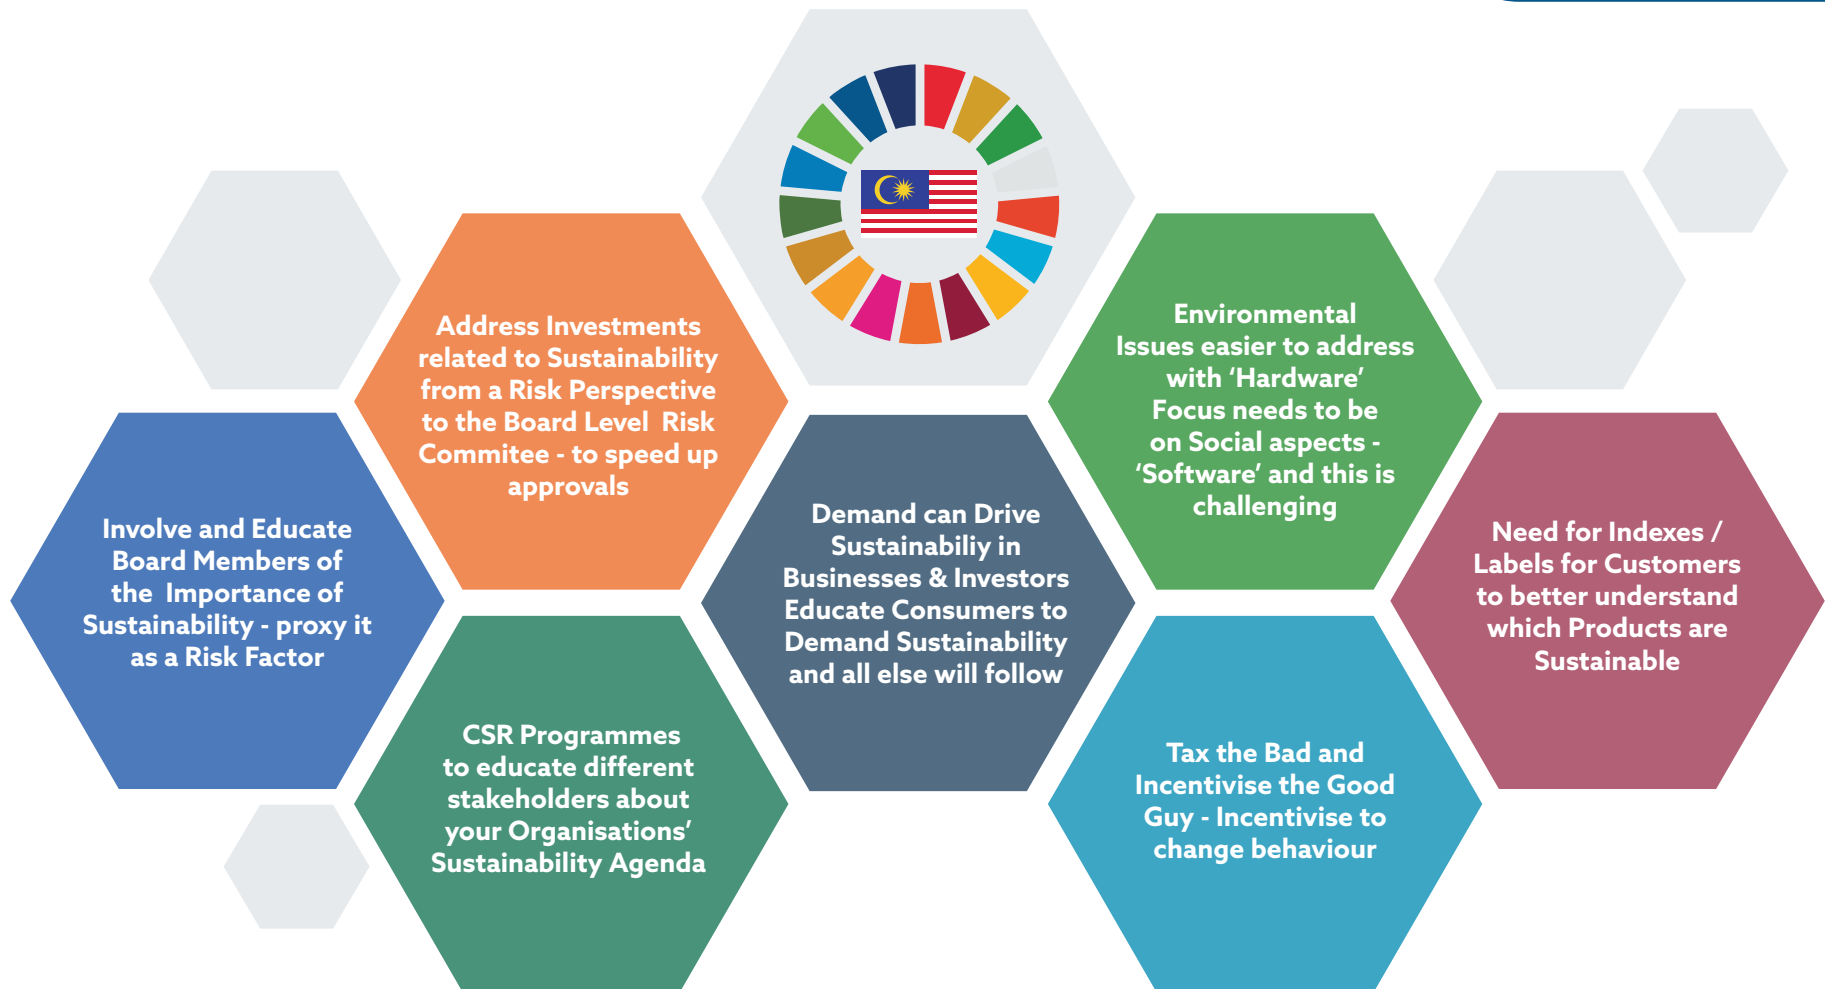 Address Investments
related to Sustainability
from a Risk Perspective
to the Board Level Risk
Commitee - to speed up
approvals
Environmental
Issues easier to address
with ‘Hardware’
Focus needs to be
on Social aspects -
‘Software’ and this is
challenging
Involve and Educate
Board Members of
the Importance of
Sustainability - proxy it
as a Risk Factor
Demand can Drive
Sustainabiliy in
Businesses & Investors
Educate Consumers to
Demand Sustainability
and all else will follow
Need for Indexes /
Labels for Customers
to better understand
which Products are
Sustainable
CSR Programmes
to educate different
stakeholders about
your Organisations’
Sustainability Agenda
Tax the Bad and
Incentivise the Good
Guy - Incentivise to
change behaviour